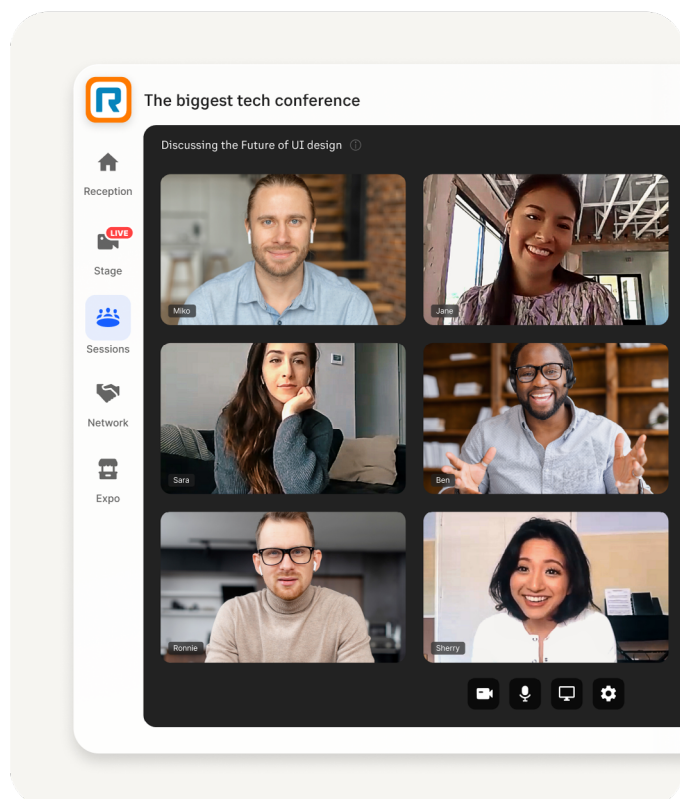 R
The biggest tech conference
Discussing the Future of UI design
Reception
LIVE
Stage
Sessions
Network
Expo
Miko
Jane
Sara
Ben
Ronnie
Sherry